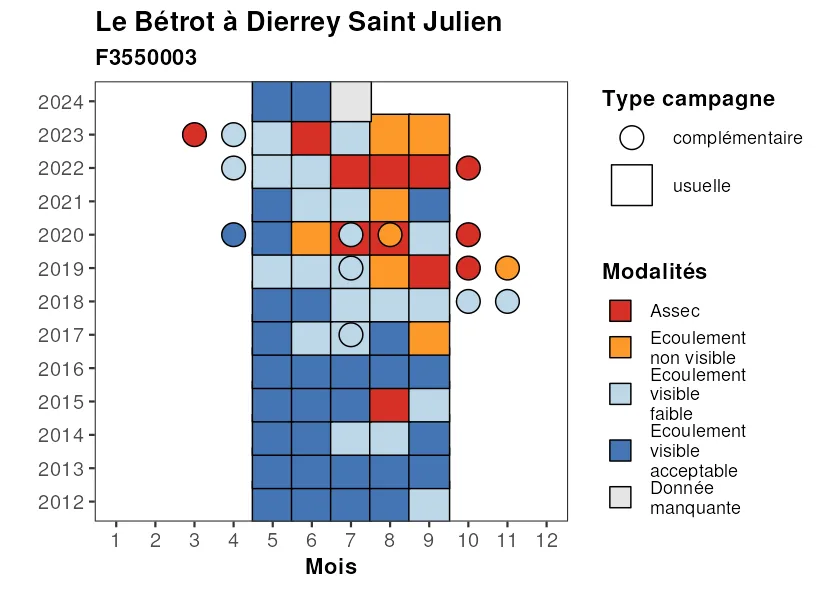 Le Bétrot à Dierrey Saint Julien
F3550003
2024
2023
2022
2021
2020
2019
2018
2017
2016
2015
2014
2013
2012
1 2 3 4 5 6 7 8 9 10 11 12
Mois
Type campagne
complémentaire
usuelle
Modalités
Assec
Ecoulement
non visible
Ecoulement
visible
faible
Ecoulement
visible
acceptable
Donnée
manquante